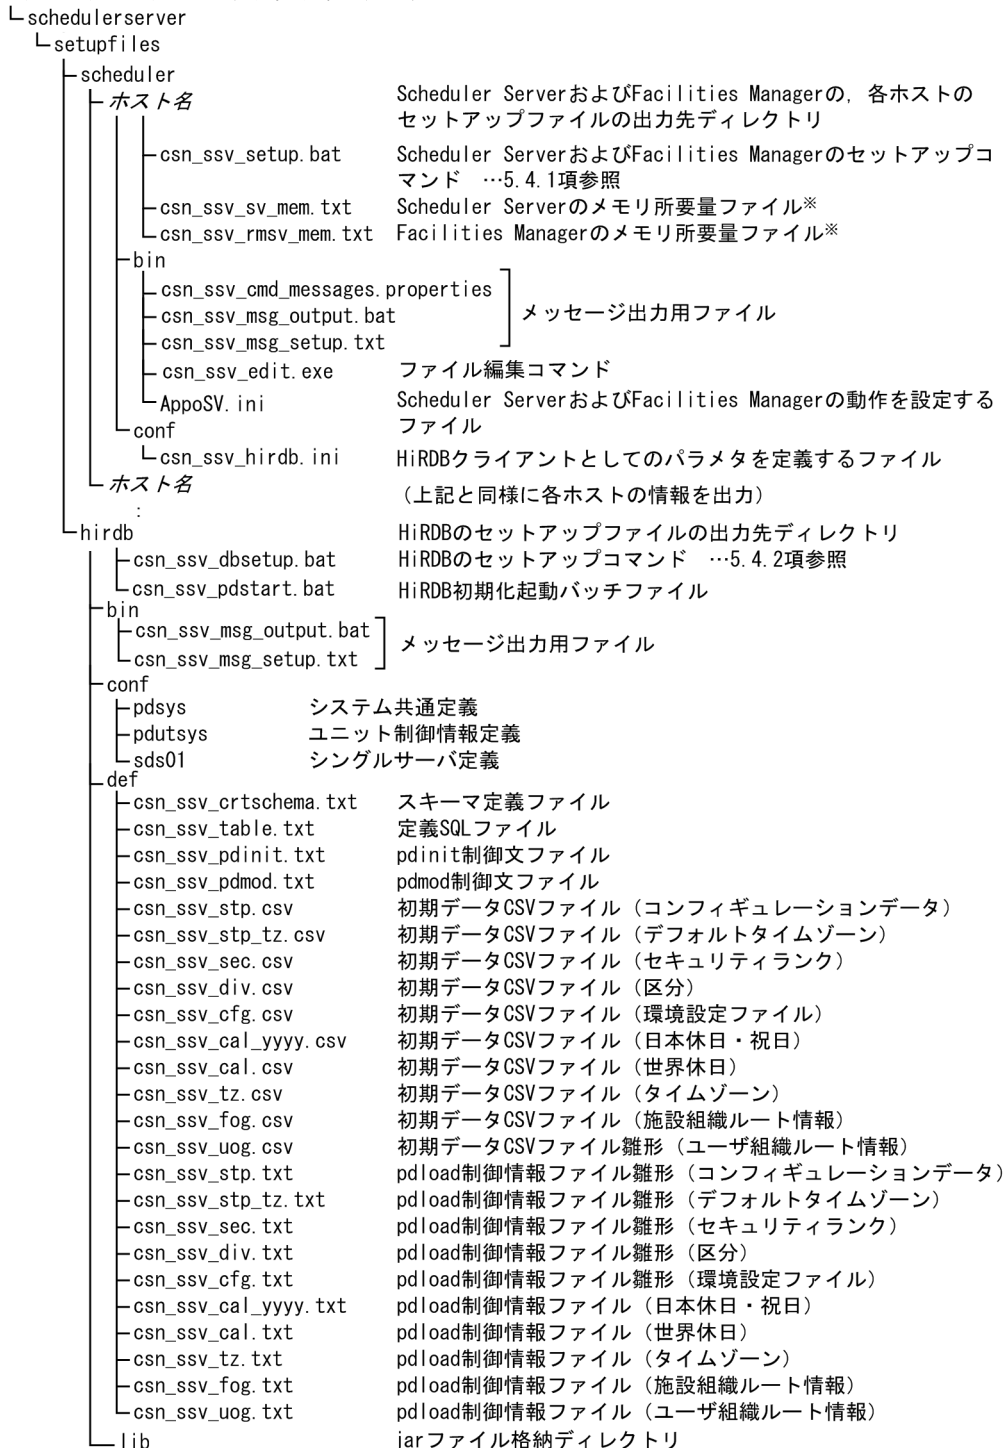 schedulerserver
setupfiles
scheduler
ホスト名 Scheduler ServerおよびFacilities Managerの, 各ホストの
セットアップファイルの出力先ディレクトリ
csn_ssv_setup.bat Scheduler ServerおよびFacilities Managerのセットアップコ
マンド …5.4.1項参照
csn_ssv_sv_mem.txt Scheduler Serverのメモリ所要量ファイル※
csn_ssv_rmsv_mem.txt Facilities Managerのメモリ所要量ファイル※
bin
csn_ssv_cmd_messages.properties
csn_ssv_msg_output.bat メッセージ出力用ファイル
csn_ssv_msg_setup.txt
csn_ssv_edit.exe ファイル編集コマンド
AppoSV.ini Scheduler ServerおよびFacilities Managerの動作を設定する
ファイル
conf
csn_ssv_hirdb.ini HiRDBクライアントとしてのパラメタを定義するファイル
ホスト名 (上記と同様に各ホストの情報を出力)
:
hirdb HiRDBのセットアップファイルの出力先ディレクトリ
csn_ssv_dbsetup.bat HiRDBのセットアップコマンド …5.4.2項参照
csn_ssv_pdstart.bat HiRDB初期化起動バッチファイル
bin
csn_ssv_msg_output.bat メッセージ出力用ファイル
csn_ssv_msg_setup.txt
conf
pdsys システム共通定義
pdutsys ユニット制御情報定義
sds01 シングルサーバ定義
def
csn_ssv_crtschema.txt スキーマ定義ファイル
csn_ssv_table.txt 定義SQLファイル
csn_ssv_pdinit.txt pdinit制御文ファイル
csn_ssv_pdmod.txt pdmod制御文ファイル
csn_ssv_stp.csv 初期データCSVファイル(コンフィギュレーションデータ)
csn_ssv_stp_tz.csv 初期データCSVファイル(デフォルトタイムゾーン)
csn_ssv_sec.csv 初期データCSVファイル(セキュリティランク)
csn_ssv_div.csv 初期データCSVファイル(区分)
csn_ssv_cfg.csv 初期データCSVファイル(環境設定ファイル)
csn_ssv_cal_yyyy.csv 初期データCSVファイル(日本休日・祝日)
csn_ssv_cal.csv 初期データCSVファイル(世界休日)
csn_ssv_tz.csv 初期データCSVファイル(タイムゾーン)
csn_ssv_fog.csv 初期データCSVファイル(施設組織ルート情報)
csn_ssv_uog.csv 初期データCSVファイル雛形(ユーザ組織ルート情報)
csn_ssv_stp.txt pdload制御情報ファイル雛形(コンフィギュレーションデータ)
csn_ssv_stp_tz.txt pdload制御情報ファイル雛形(デフォルトタイムゾーン)
csn_ssv_sec.txt pdload制御情報ファイル雛形(セキュリティランク)
csn_ssv_div.txt pdload制御情報ファイル雛形(区分)
csn_ssv_cfg.txt pdload制御情報ファイル雛形(環境設定ファイル)
csn_ssv_cal_yyyy.txt pdload制御情報ファイル(日本休日・祝日)
csn_ssv_cal.txt pdload制御情報ファイル(世界休日)
csn_ssv_tz.txt pdload制御情報ファイル(タイムゾーン)
csn_ssv_fog.txt pdload制御情報ファイル(施設組織ルート情報)
csn_ssv_uog.txt pdload制御情報ファイル(ユーザ組織ルート情報)
lib jarファイル格納ディレクトリ